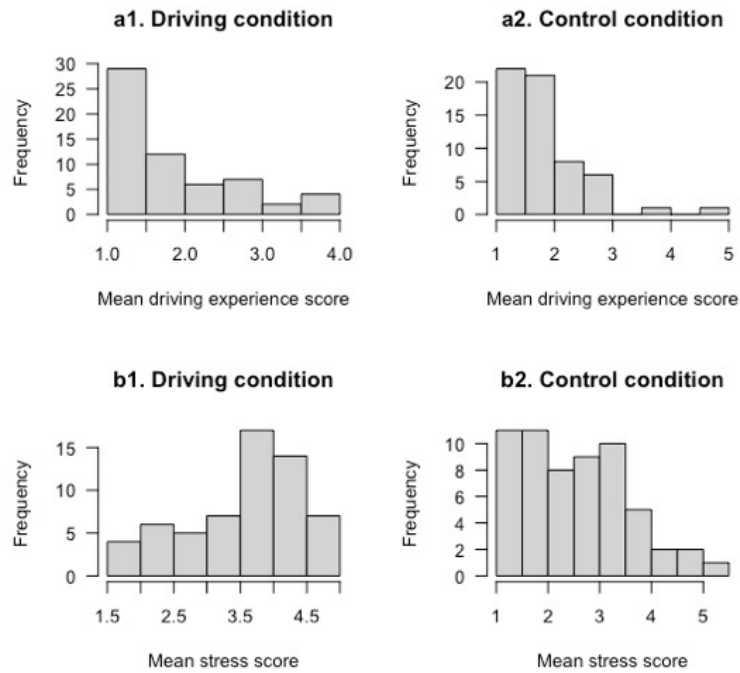 a1. Driving condition
30
25
20
15
10
5
0
Frequency
1.0 2.0 3.0 4.0
Mean driving experience score
a2. Control condition
20
15
10
5
0
Frequency
1 2 3 4 5
Mean driving experience score
b1. Driving condition
15
10
5
0
Frequency
1.5 2.5 3.5 4.5
Mean stress score
b2. Control condition
10
8
6
4
2
0
Frequency
1 2 3 4 5
Mean stress score